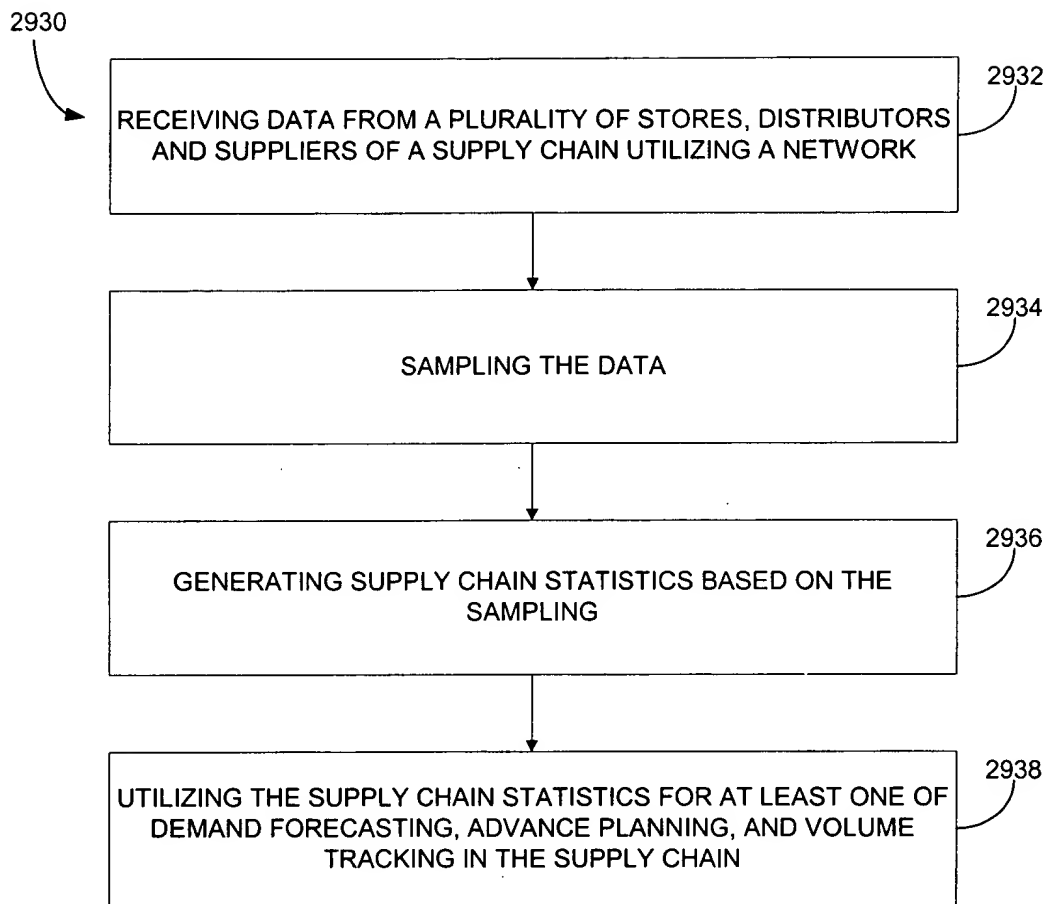 2930
2932
RECEIVING DATA FROM A PLURALITY OF STORES, DISTRIBUTORS
AND SUPPLIERS OF A SUPPLY CHAIN UTILIZING A NETWORK
2934
SAMPLING THE DATA
2936
GENERATING SUPPLY CHAIN STATISTICS BASED ON THE
SAMPLING
2938
UTILIZING THE SUPPLY CHAIN STATISTICS FOR AT LEAST ONE OF
DEMAND FORECASTING, ADVANCE PLANNING, AND VOLUME
TRACKING IN THE SUPPLY CHAIN